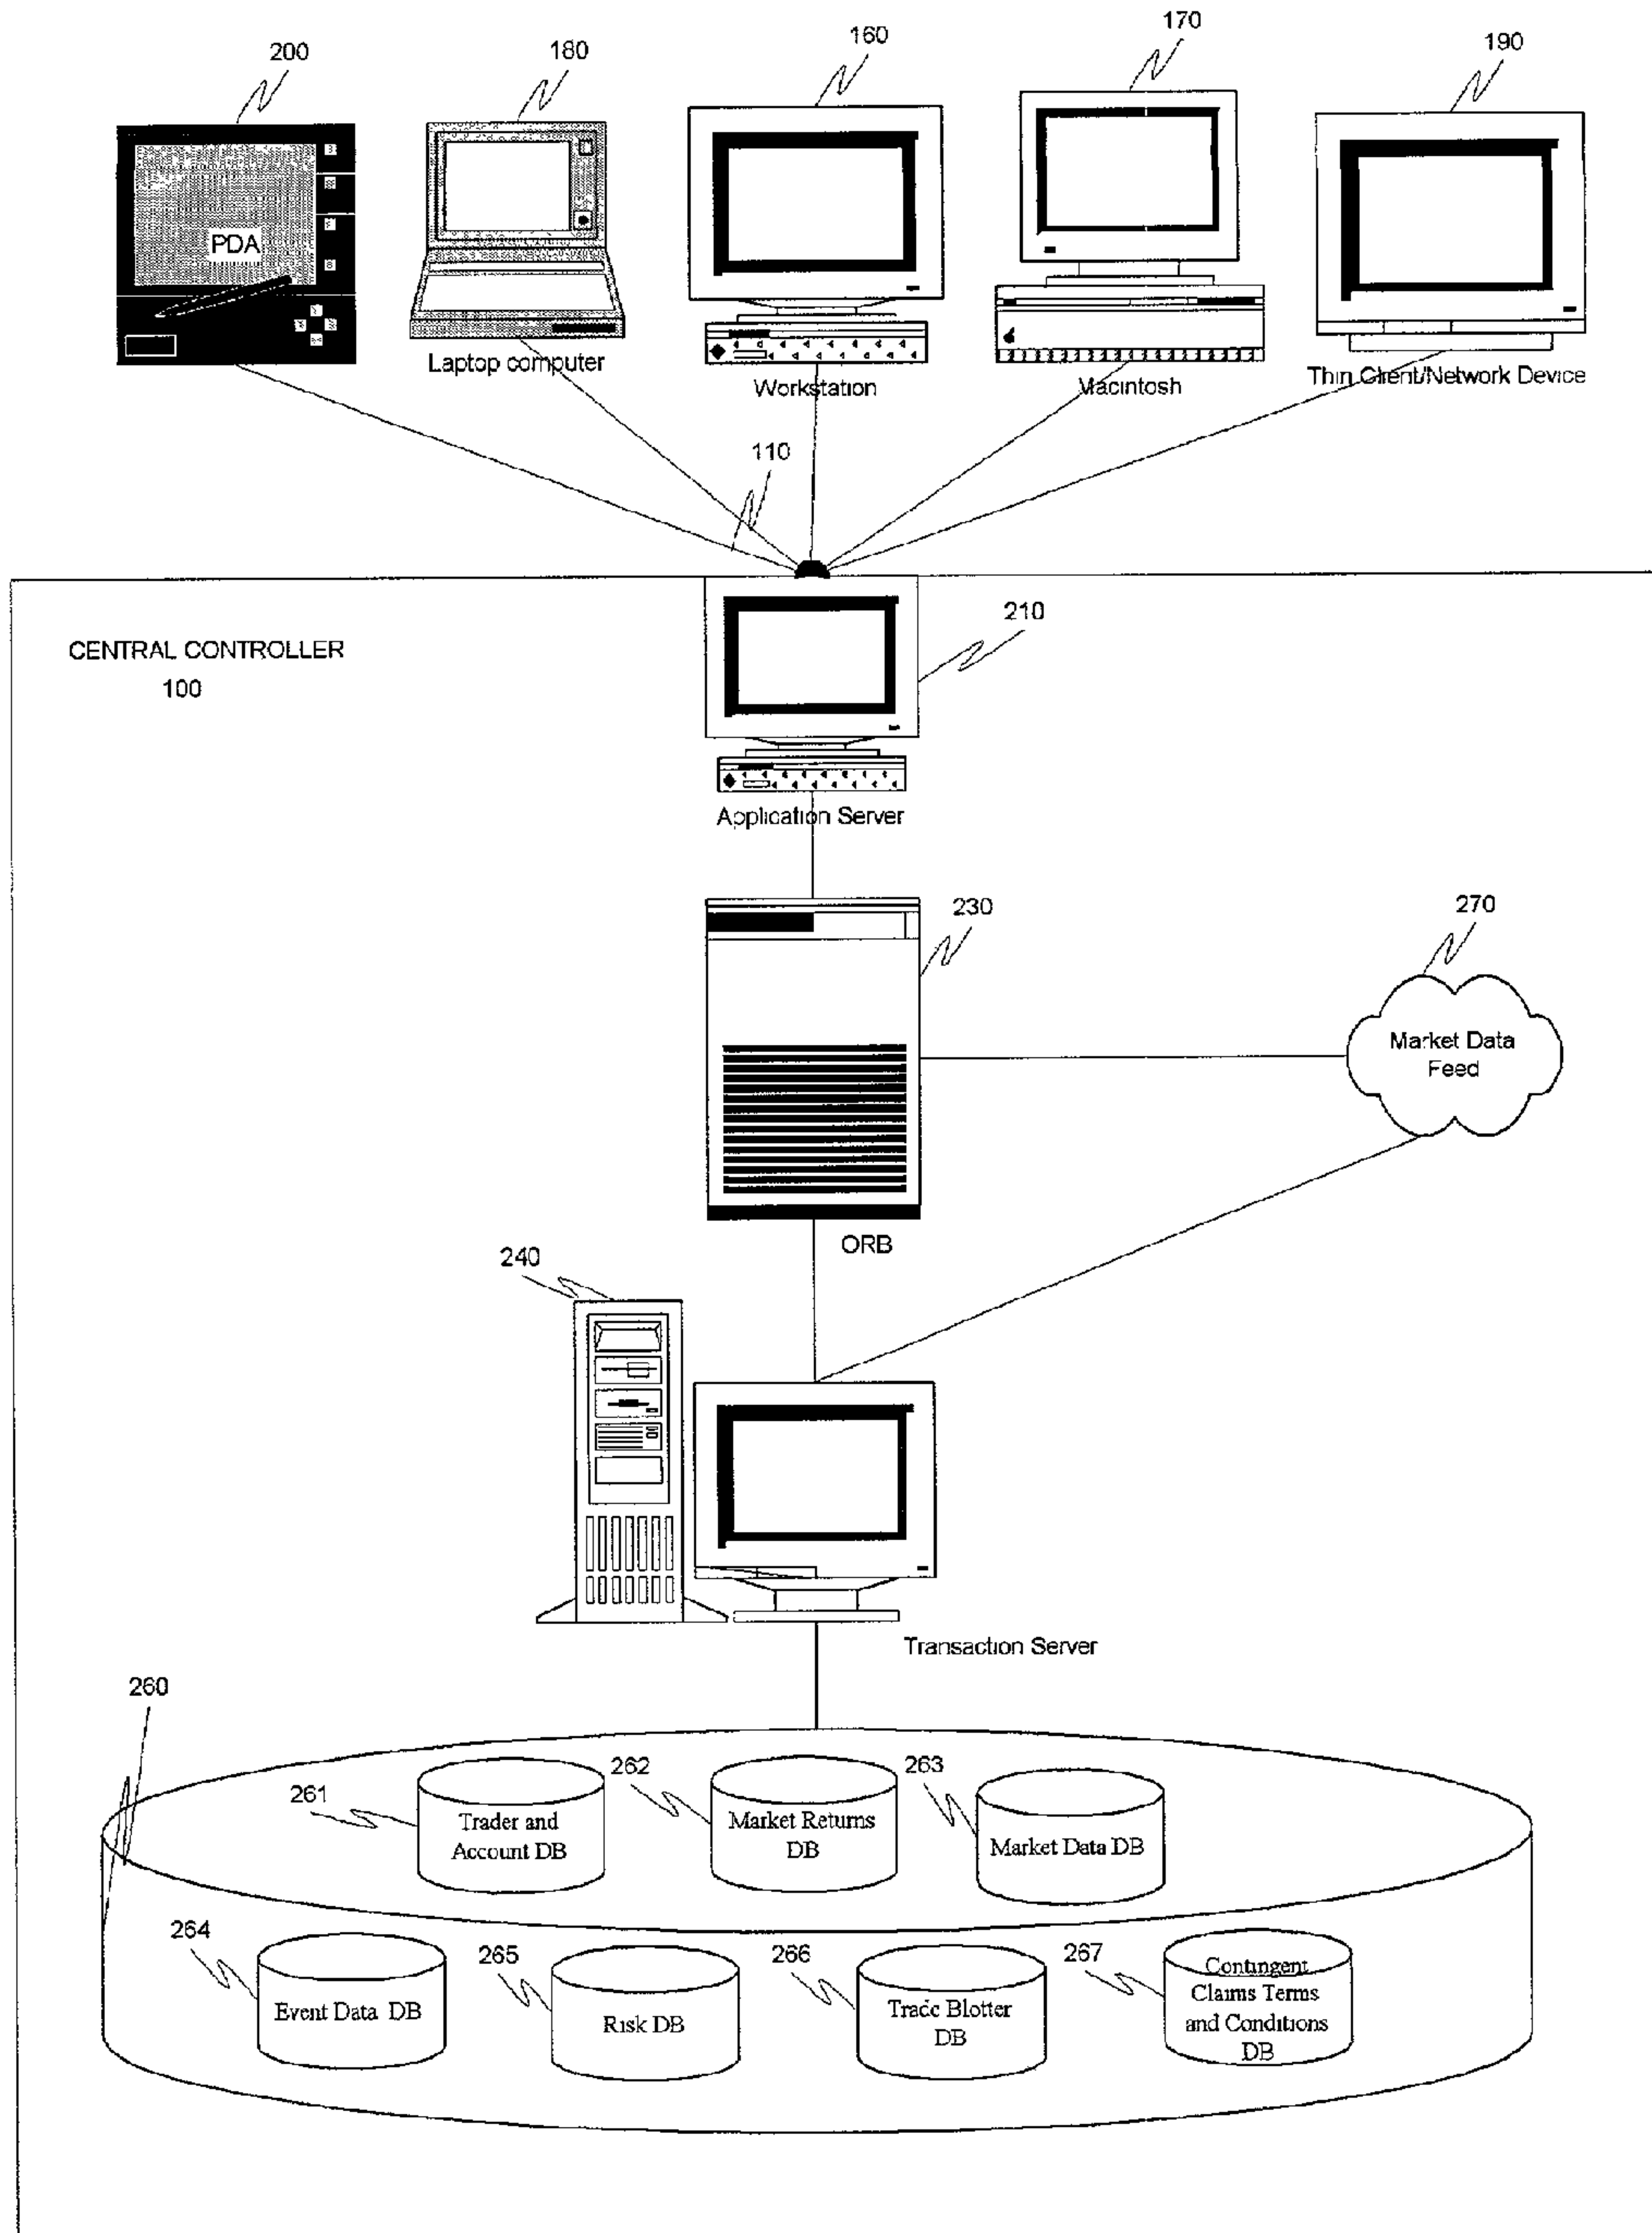 200
180
160
170
190
PDA
Laptop computer
Workstation
Macintosh
Thin Client/Network Device
110
210
CENTRAL CONTROLLER
100
Application Server
230
270
Market Data
Feed
ORB
240
Transaction Server
260
261
262
263
Trader and
Account DB
Market Returns
DB
Market Data DB
264
265
266
267
Event Data DB
Risk DB
Trade Blotter
DB
Contingent
Claims Terms
and Conditions
DB